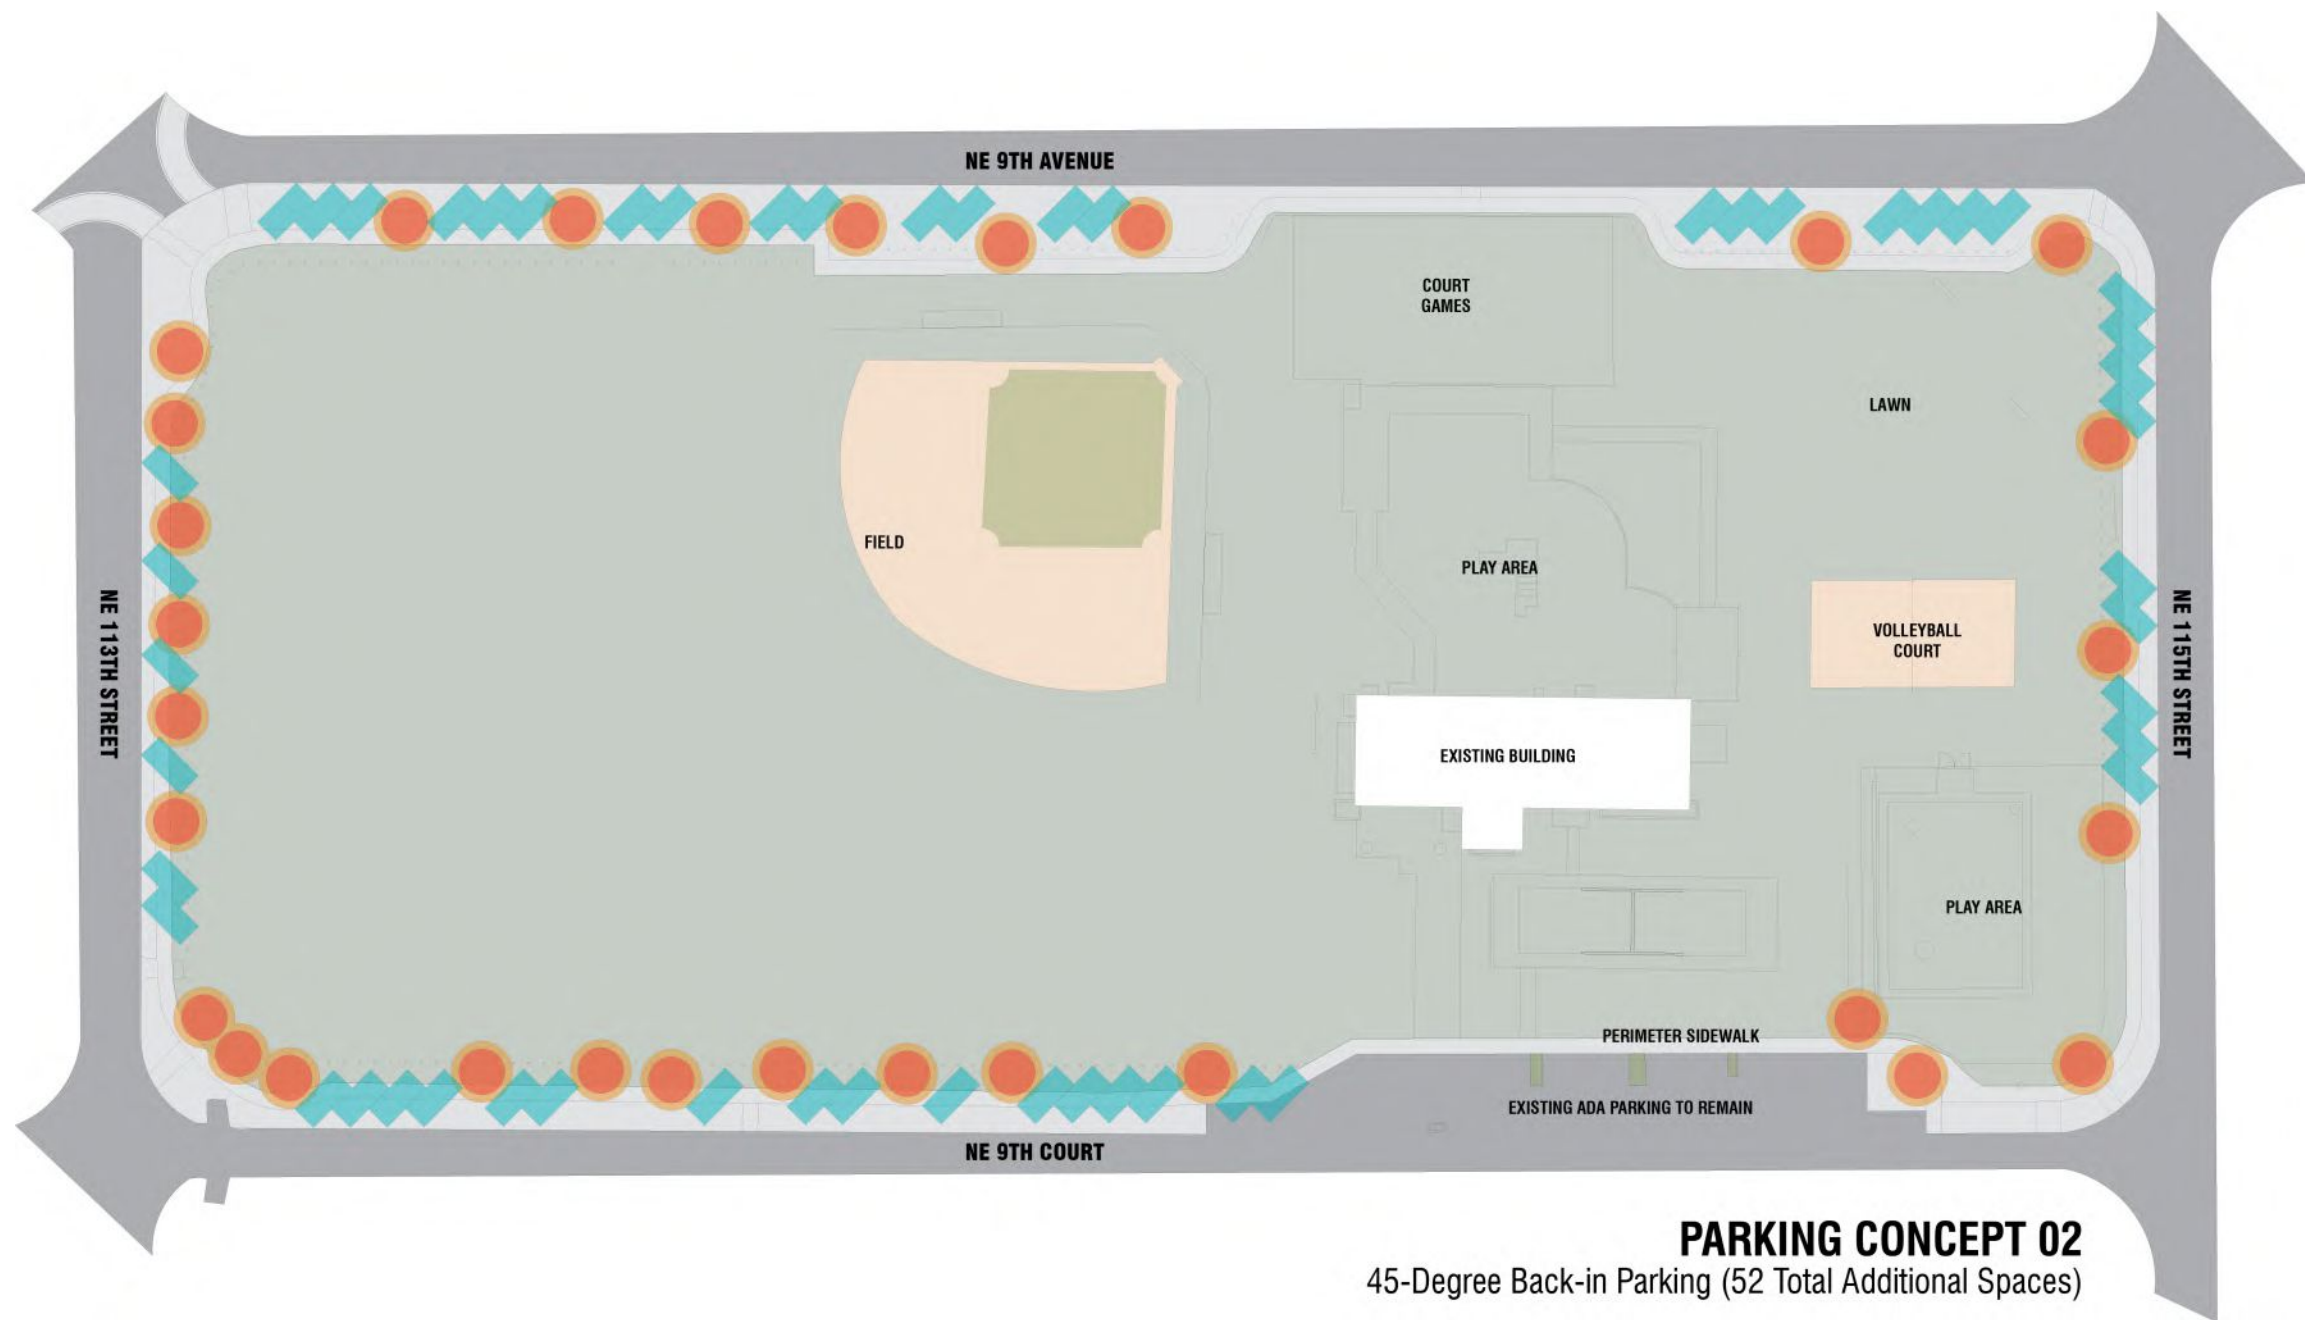 NE 9TH AVENUE
COURT
GAMES
LAWN
FIELD
PLAY AREA
NE 113TH STREET
VOLLEYBALL
COURT
NE 115TH STREET
EXISTING BUILDING
PLAY AREA
PERIMETER SIDEWALK
EXISTING ADA PARKING TO REMAIN
NE 9TH COURT
PARKING CONCEPT 02
45-Degree Back-in Parking (52 Total Additional Spaces)